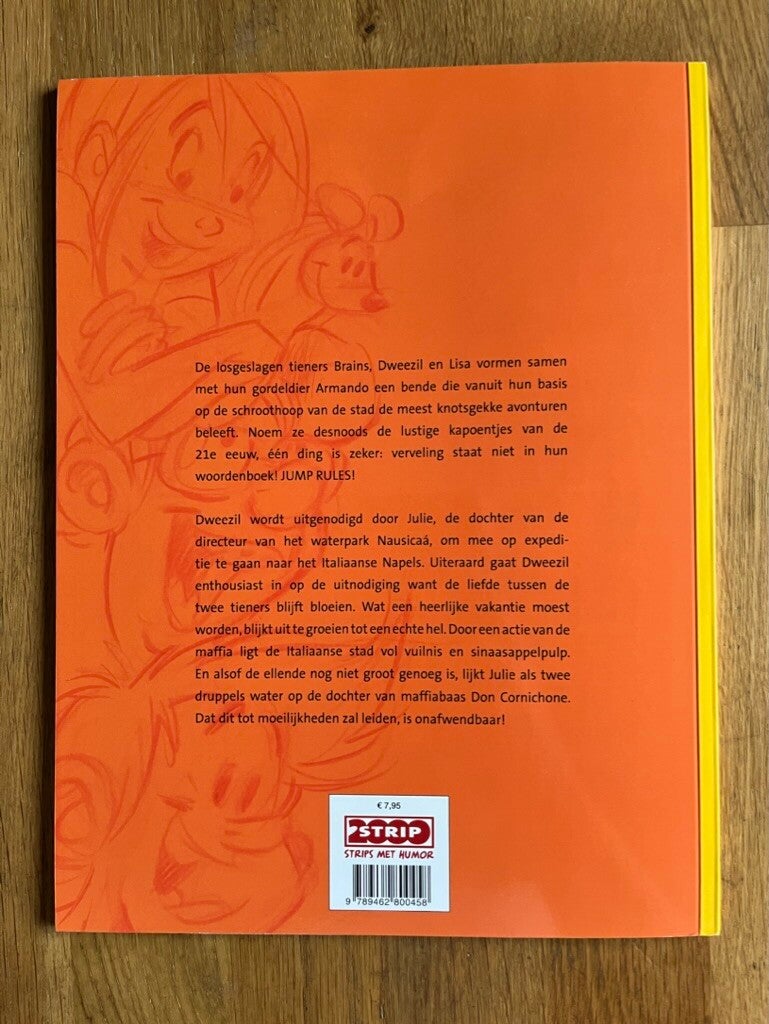 De losgeslagen tieners Brains, Dweezil en Lisa vormen samen
met hun gordeldier Armando een bende die vanuit hun basis
op de schroothoop van de stad de meest knotsgekke avonturen
beleeft. Noem ze desnoods de lustige kapoentjes van de
21e eeuw, één ding is zeker: verveling staat niet in hun
woordenboek! JUMP RULES!
Dweezil wordt uitgenodigd door Julie, de dochter van de
directeur van het waterpark Nausicaá, om mee op expedi-
tie te gaan naar het Italiaanse Napels. Uiteraard gaat Dweezil
enthousiast in op de uitnodiging want de liefde tussen de
twee tieners blijft bloeien. Wat een heerlijke vakantie moest
worden, blijkt uit te groeien tot een echte hel. Door een actie van de
maffia ligt de Italiaanse stad vol vuilnis en sinaasappelpulp.
En alsof de ellende nog niet groot genoeg is, lijkt Julie als twee
druppels water op de dochter van maffiabaas Don Cornichone.
Dat dit tot moeilijkheden zal leiden, is onafwendbaar!
€ 7,95
STRIP 2000
STRIPS MET HUMOR
9 789462 800458